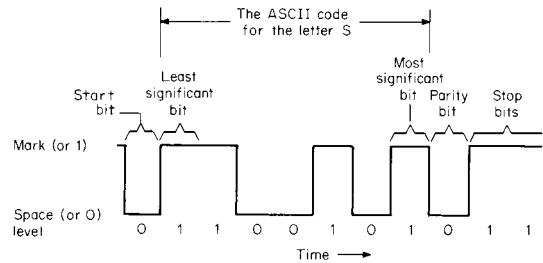 The ASCII code
for the letter S
Start
bit
Least
significant
bit
Most
significant
bit
Parity
bit
Stop
bits
Mark (or 1)
Space (or 0)
level
0 1 1 0 0 1 0 1 0 1 1
Time